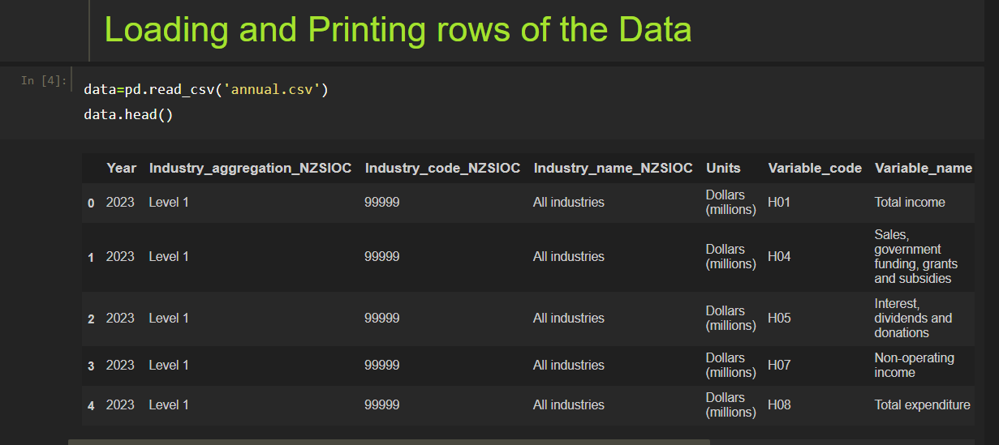 Loading and Printing rows of the Data
In [4]:
data=pd.read_csv('annual.csv')
data.head()
Year Industry_aggregation_NZSIOC Industry_code_NZSIOC Industry_name_NZSIOC Units Variable_code Variable_name
0 2023 Level 1 99999 All industries Dollars (millions) H01 Total income
1 2023 Level 1 99999 All industries Dollars (millions) H04 Sales, government funding, grants and subsidies
2 2023 Level 1 99999 All industries Dollars (millions) H05 Interest, dividends and donations
3 2023 Level 1 99999 All industries Dollars (millions) H07 Non-operating income
4 2023 Level 1 99999 All industries Dollars (millions) H08 Total expenditure